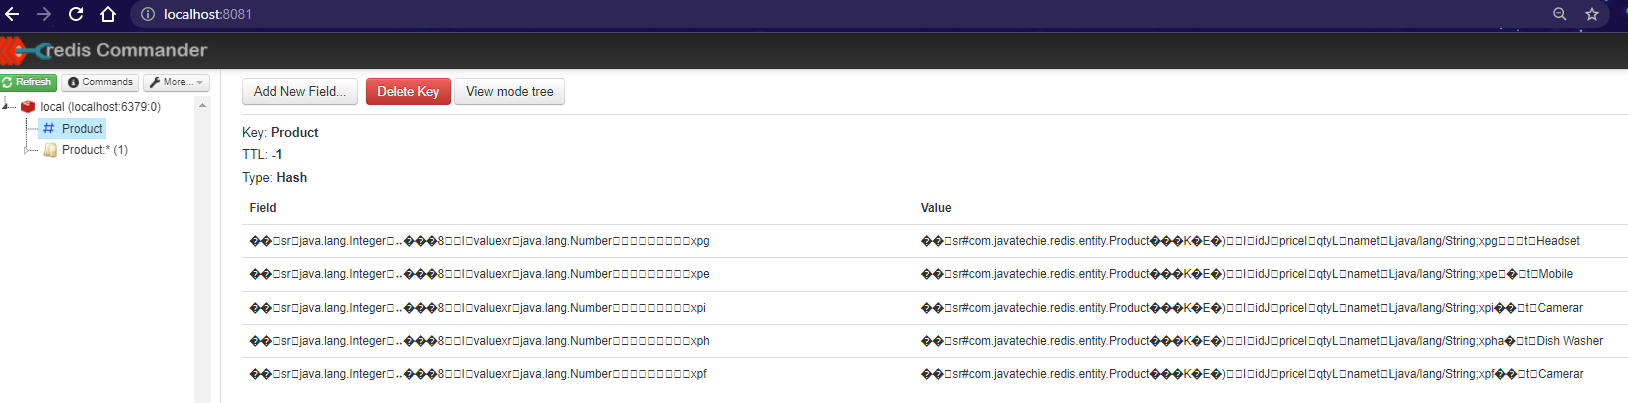 localhost:8081
redis Commander
Refresh Commands More...
local (localhost:6379:0)
Product
Product:* (1)
Add New Field... Delete Key View mode tree
Key: Product
TTL: -1
Type: Hash
Field Value
��□sr□java.lang.Integer□..���8□□I□valuexr□java.lang.Number□□□□□□□□□xpg ��□sr#com.javatechie.redis.entity.Product���K�E�)□□I□idJ□priceI□qtyL□namet□Ljava/lang/String;xpg□□□t□Headset
��□sr□java.lang.Integer□..���8□□I□valuexr□java.lang.Number□□□□□□□□□xpe ��□sr#com.javatechie.redis.entity.Product���K�E�)□□I□idJ□priceI□qtyL□namet□Ljava/lang/String;xpe□�□t□Mobile
��□sr□java.lang.Integer□..���8□□I□valuexr□java.lang.Number□□□□□□□□□xpi ��□sr#com.javatechie.redis.entity.Product���K�E�)□□I□idJ□priceI□qtyL□namet□Ljava/lang/String;xpi��□t□Camerar
��□sr□java.lang.Integer□..���8□□I□valuexr□java.lang.Number□□□□□□□□□xph ��□sr#com.javatechie.redis.entity.Product���K�E�)□□I□idJ□priceI□qtyL□namet□Ljava/lang/String;xpha�□t□Dish Washer
��□sr□java.lang.Integer□..���8□□I□valuexr□java.lang.Number□□□□□□□□□xpf ��□sr#com.javatechie.redis.entity.Product���K�E�)□□I□idJ□priceI□qtyL□namet□Ljava/lang/String;xpf��□t□Camerar